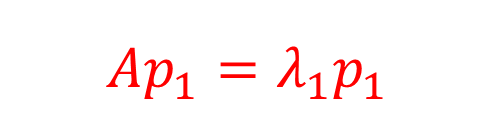 𝐴𝑝₁ = 𝜆₁𝑝₁